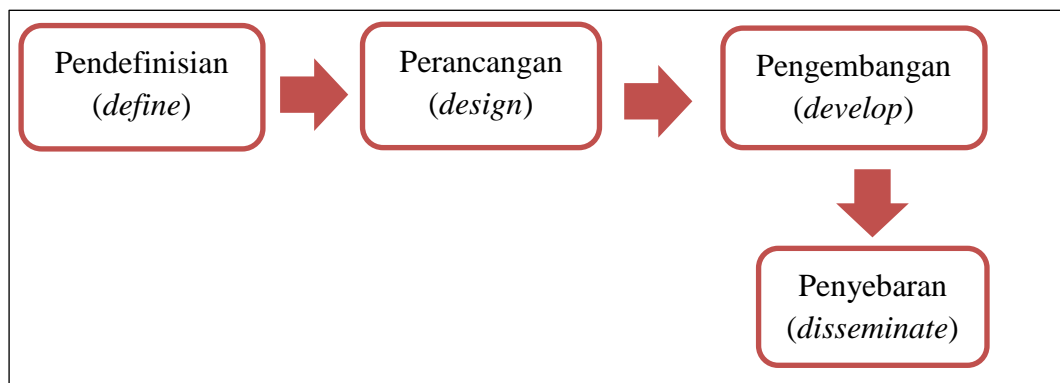 Pendefinisian
(define)
Perancangan
(design)
Pengembangan
(develop)
Penyebaran
(disseminate)